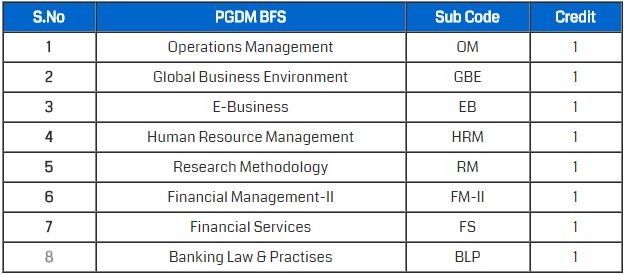 S.No PGDM BFS Sub Code Credit
1 Operations Management OM 1
2 Global Business Environment GBE 1
3 E-Business EB 1
4 Human Resource Management HRM 1
5 Research Methodology RM 1
6 Financial Management-II FM-II 1
7 Financial Services FS 1
8 Banking Law & Practises BLP 1